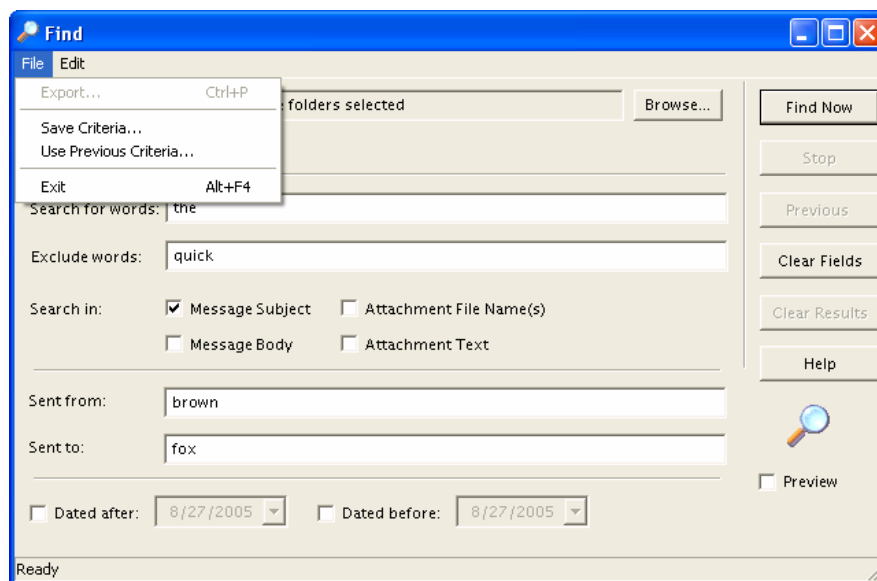 Find
File Edit
Export... Ctrl+P
folders selected Browse... Find Now
Save Criteria...
Use Previous Criteria... Stop
Exit Alt+F4
Search for words: the Previous
Exclude words: quick Clear Fields
Search in: Message Subject Attachment File Name(s) Clear Results
Message Body Attachment Text
Help
Sent from: brown
Sent to: fox
Preview
Dated after: 8/27/2005 Dated before: 8/27/2005
Ready